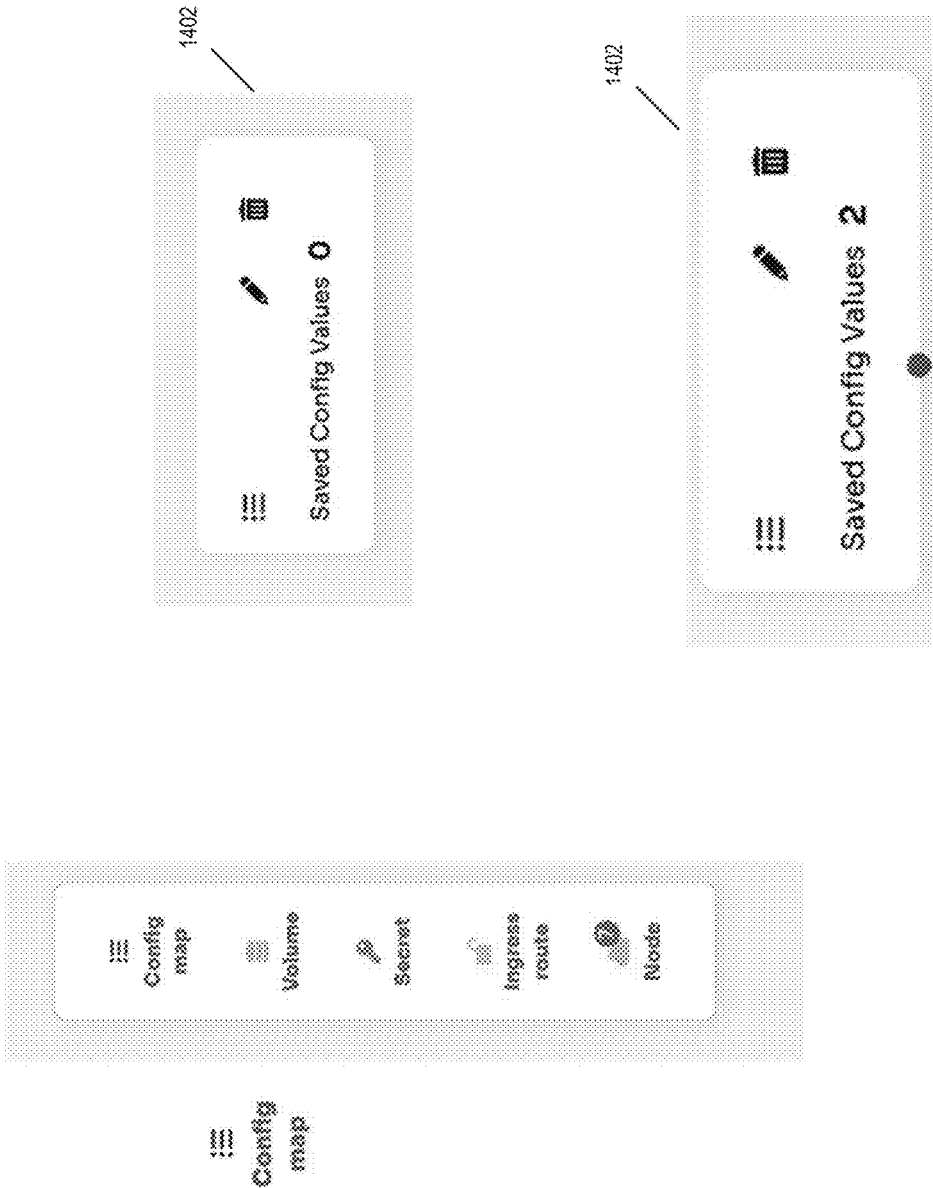 Config
map
Config
map
Volume
Secret
Ingress
route
Node
1402
Saved Config Values 0
1402
Saved Config Values 2